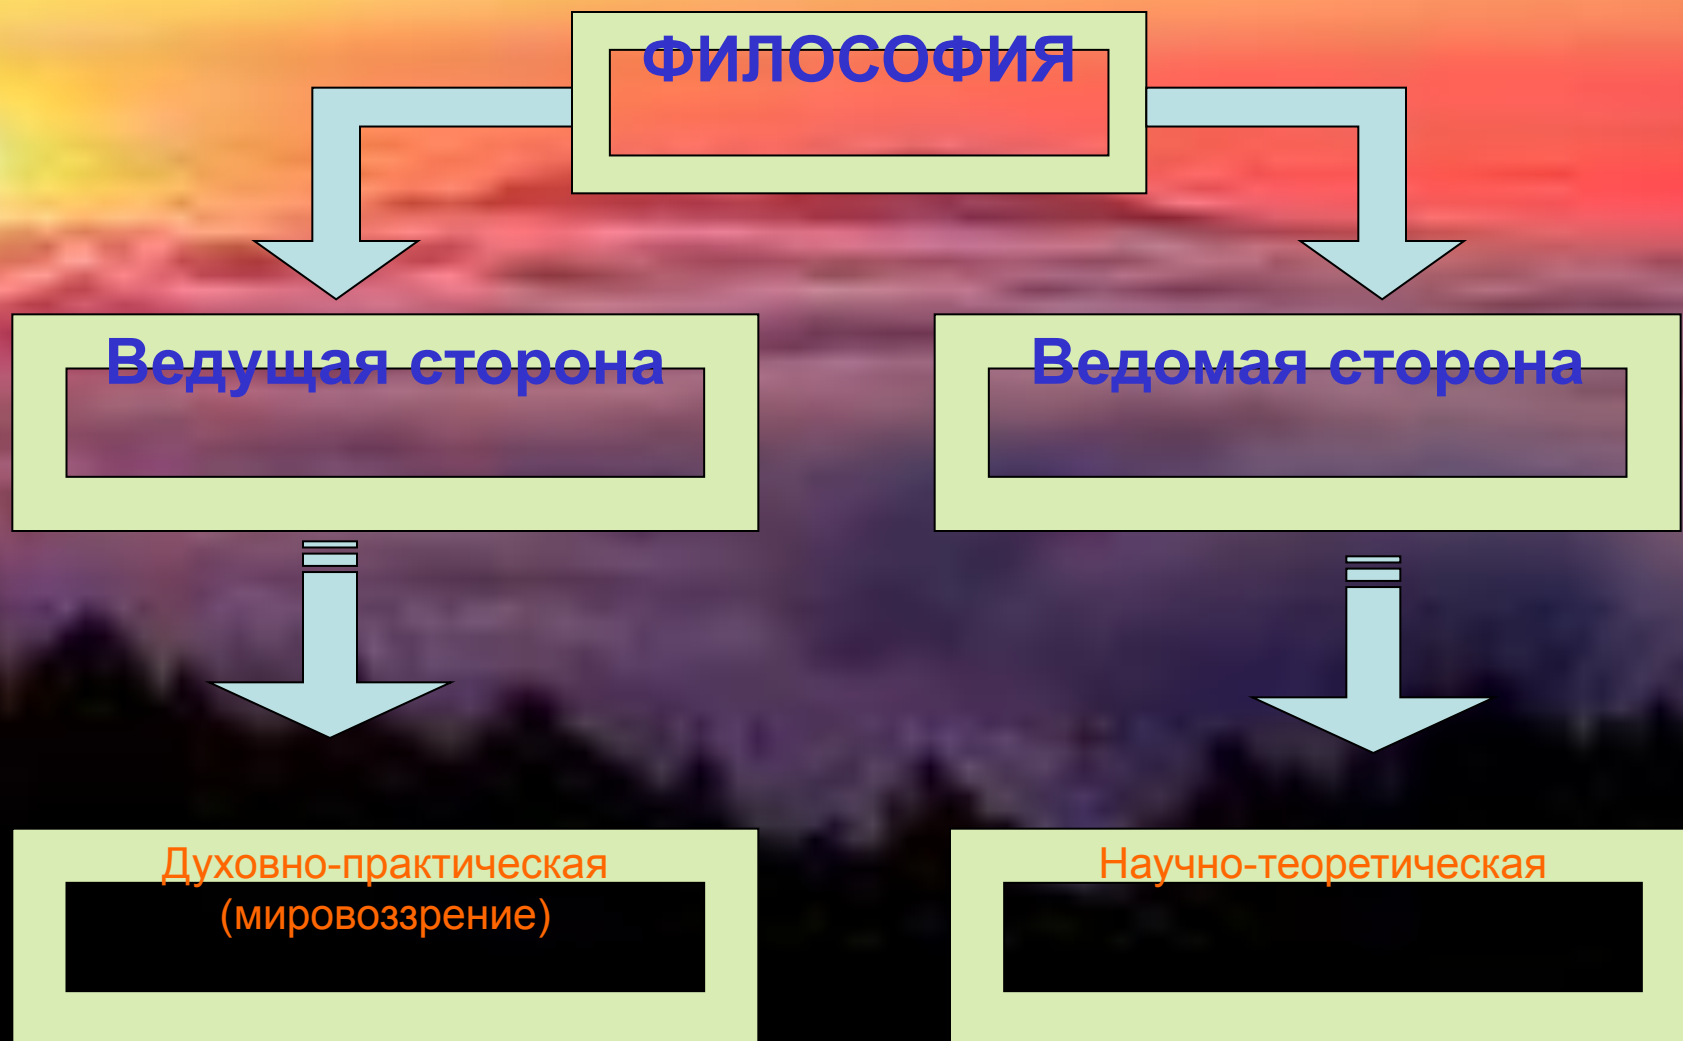 ФИЛОСОФИЯ
Ведущая сторона
Ведомая сторона
Духовно-практическая
(мировоззрение)
Научно-теоретическая